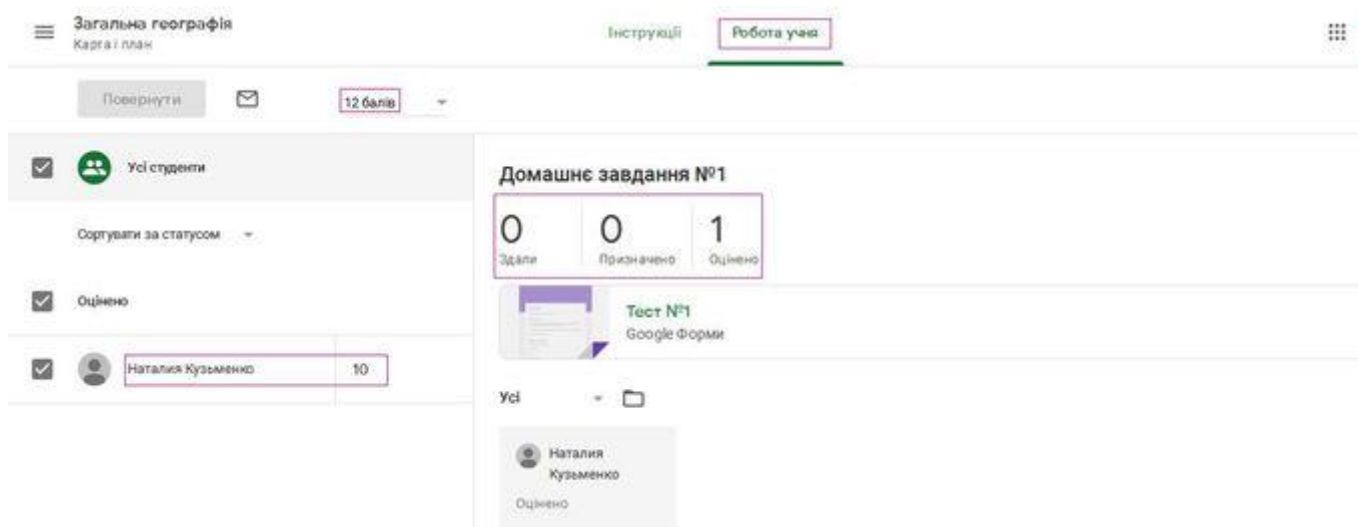 Загальна географія
Карта і план
Інструкції
Робота учня
Повернути
12 балів
Усі студенти
Сортувати за статусом
Оцінено
Наталия Кузьменко 10
Домашнє завдання №1
0 0 1
Здали Призначено Оцінено
Тест №1
Google Форми
Усі
Наталия
Кузьменко
Оцінено